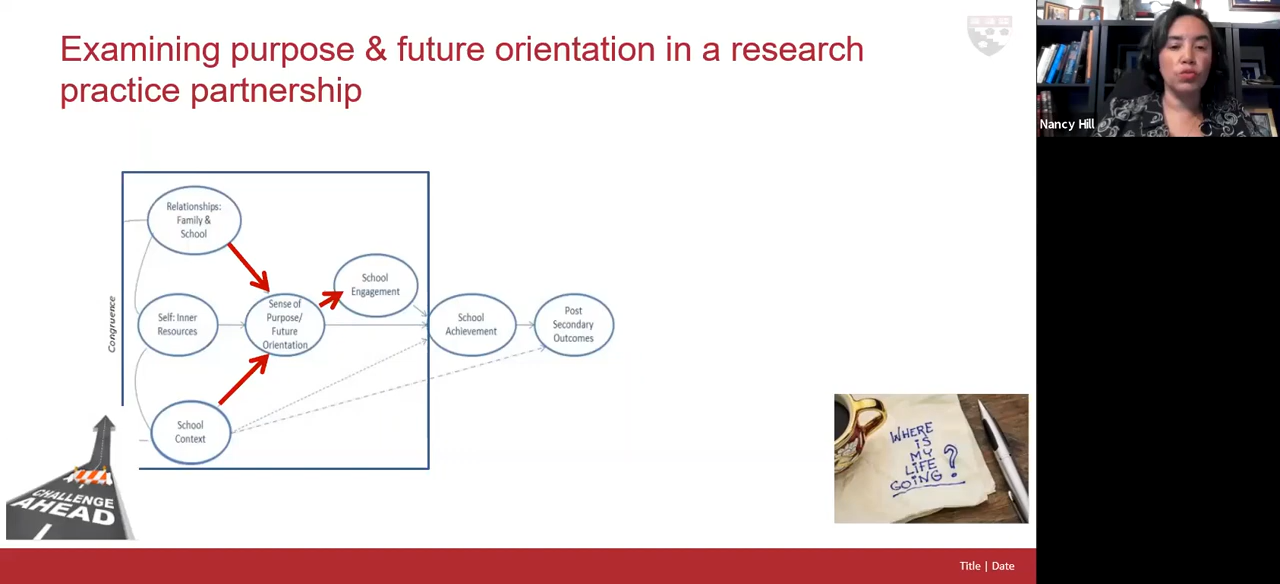 Examining purpose & future orientation in a research
practice partnership
Nancy Hill
Relationships:
Family &
School
School
Engagement
Congruence
Self: Inner
Resources
Sense of
Purpose/
Future
Orientation
School
Achievement
Post
Secondary
Outcomes
School
Context
CHALLENGE
AHEAD
WHERE
IS
MY
LIFE
GOING?
Title | Date